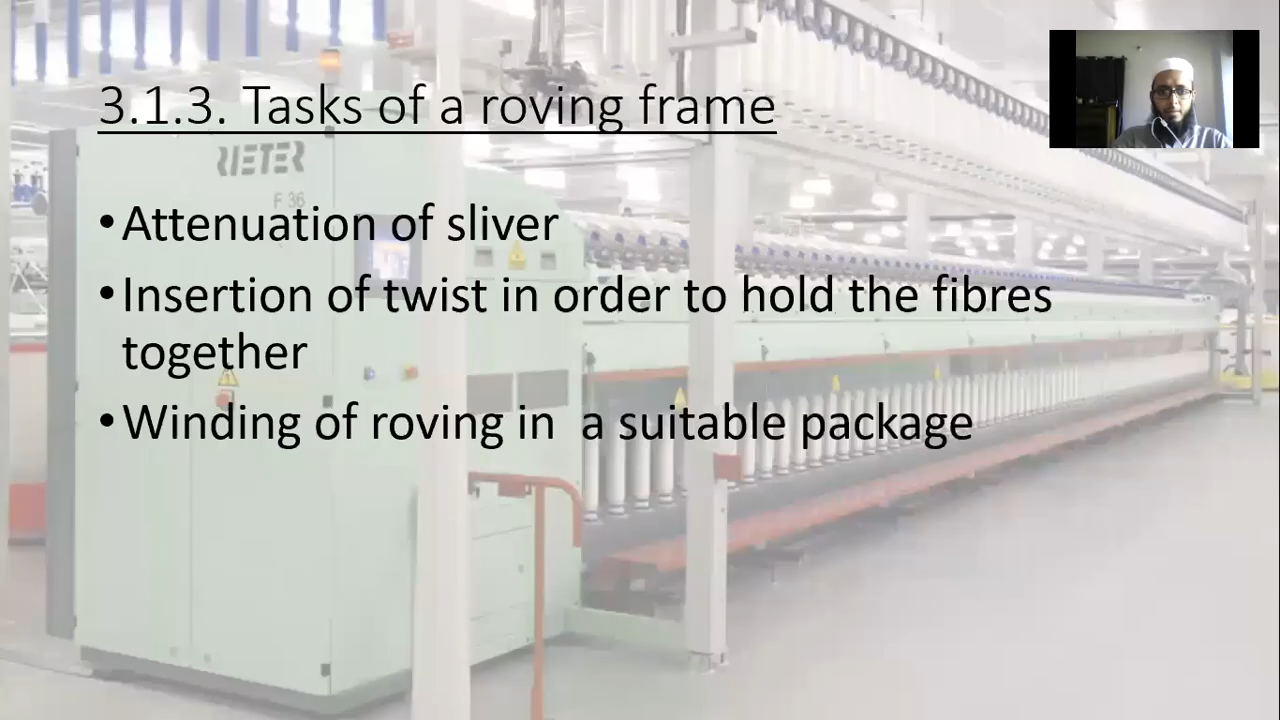 3.1.3. Tasks of a roving frame
RIETER
F 36
•Attenuation of sliver
•Insertion of twist in order to hold the fibres
together
•Winding of roving in  a suitable package